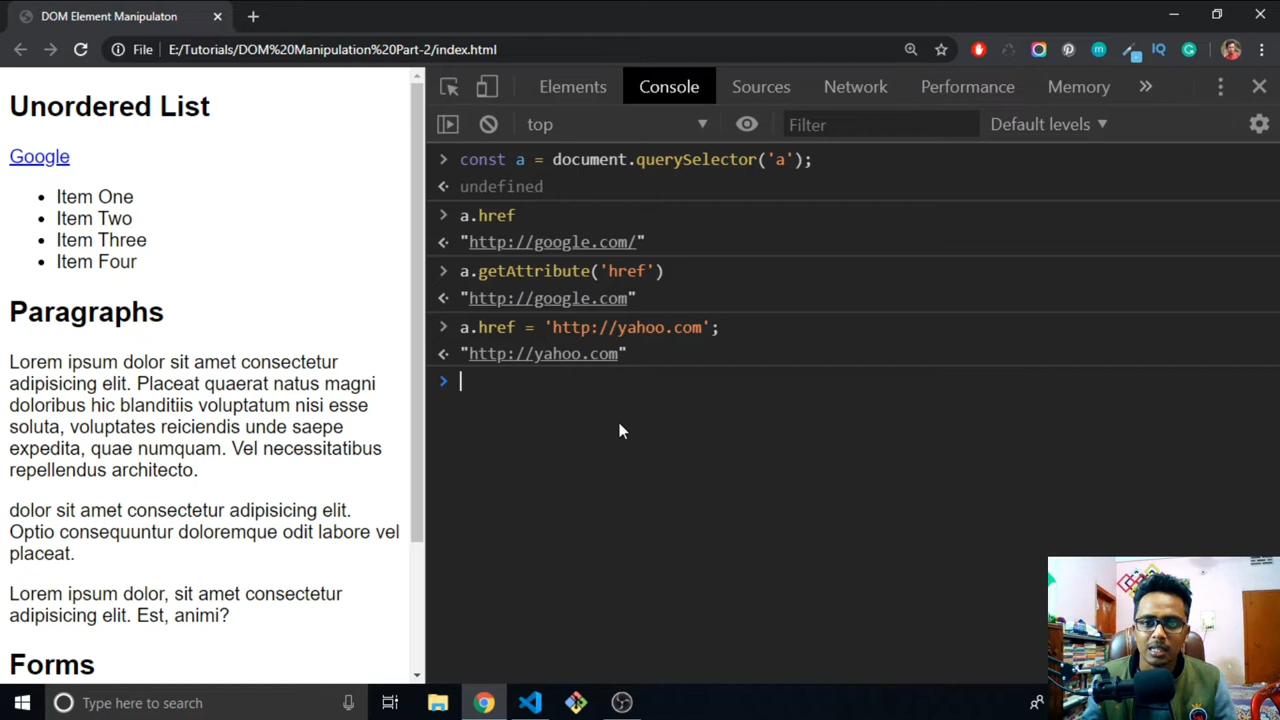 DOM Element Manipulaton
File
E:/Tutorials/DOM%20Manipulation%20Part-2/index.html
Unordered List
Google
Item One
Item Two
Item Three
Item Four
Paragraphs
Lorem ipsum dolor sit amet consectetur
adipisicing elit. Placeat quaerat natus magni
doloribus hic blanditiis voluptatum nisi esse
soluta, voluptates reiciendis unde saepe
expedita, quae numquam. Vel necessitatibus
repellendus architecto.
dolor sit amet consectetur adipisicing elit.
Optio consequuntur doloremque odit labore vel
placeat.
Lorem ipsum dolor, sit amet consectetur
adipisicing elit. Est, animi?
Forms
Elements
Console
Sources
Network
Performance
Memory
top
Filter
Default levels
const a = document.querySelector('a');
undefined
a.href
"http://google.com/"
a.getAttribute('href')
"http://google.com"
a.href = 'http://yahoo.com';
"http://yahoo.com"
Type here to search